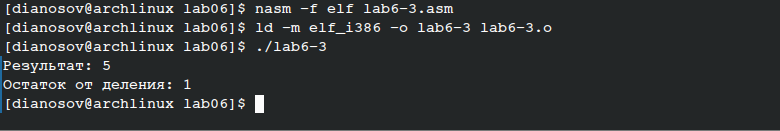 [dianosov@archlinux lab06]$ nasm -f elf lab6-3.asm
[dianosov@archlinux lab06]$ ld -m elf_i386 -o lab6-3 lab6-3.o
[dianosov@archlinux lab06]$ ./lab6-3
Результат: 5
Остаток от деления: 1
[dianosov@archlinux lab06]$